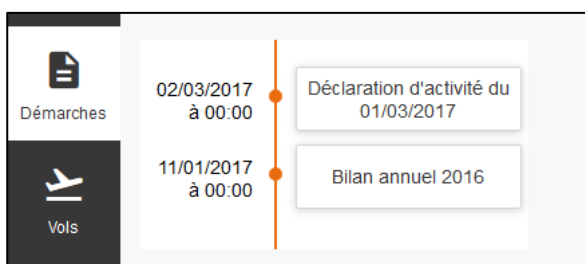 Démarches
Vols
02/03/2017
à 00:00
Déclaration d'activité du
01/03/2017
11/01/2017
à 00:00
Bilan annuel 2016